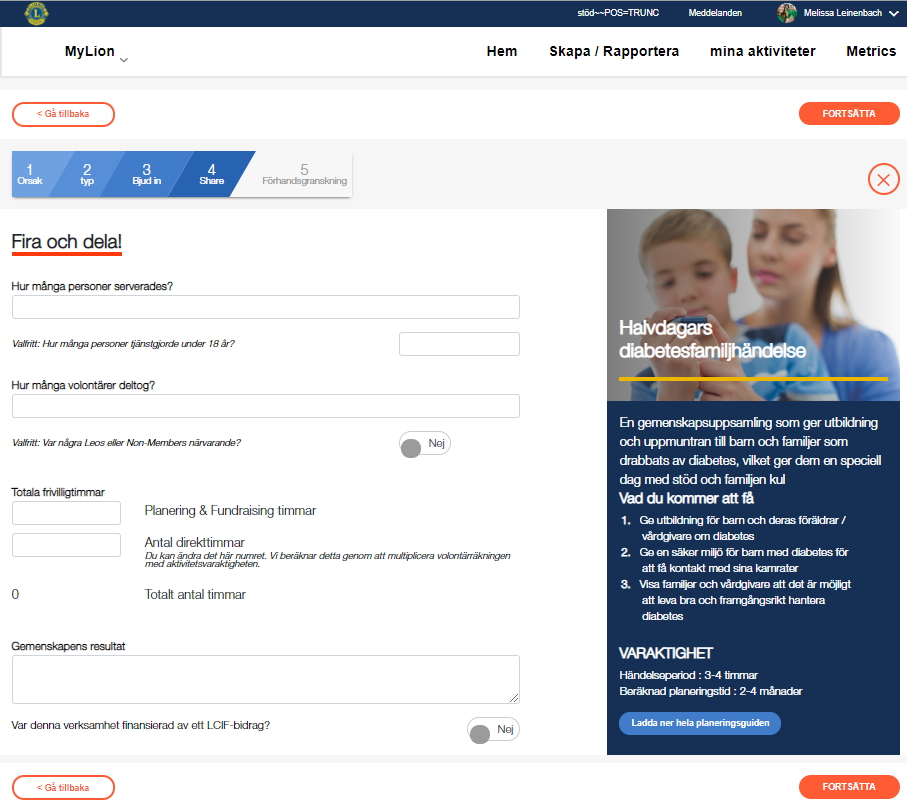 stöd~~POS=TRUNC
Meddelanden
Melissa Leinenbach
MyLion
Hem
Skapa / Rapportera
mina aktiviteter
Metrics
< Gå tillbaka
FORTSÄTTA
1
Orsak
2
typ
3
Bjud in
4
Share
5
Förhandsgranskning
Fira och dela!
Hur många personer serverades?
Valfritt: Hur många personer tjänstgjorde under 18 år?
Hur många volontärer deltog?
Valfritt: Var några Leos eller Non-Members närvarande?
Nej
Totala frivilligtimmar
Planering & Fundraising timmar
Antal direkttimmar
Du kan ändra det här numret. Vi beräknar detta genom att multiplicera volontärräkningen
med aktivitetsvaraktigheten.
0
Totalt antal timmar
Gemenskapens resultat
Var denna verksamhet finansierad av ett LCIF-bidrag?
Nej
Halvdagars
diabetesfamiljhändelse
En gemenskapsuppsamling som ger utbildning
och uppmuntran till barn och familjer som
drabbats av diabetes, vilket ger dem en speciell
dag med stöd och familjen kul
Vad du kommer att få
1. Ge utbildning för barn och deras föräldrar /
vårdgivare om diabetes
2. Ge en säker miljö för barn med diabetes för
att få kontakt med sina kamrater
3. Visa familjer och vårdgivare att det är möjligt
att leva bra och framgångsrikt hantera
diabetes
VARAKTIGHET
Händelseperiod : 3-4 timmar
Beräknad planeringstid : 2-4 månader
Ladda ner hela planeringsguiden
< Gå tillbaka
FORTSÄTTA